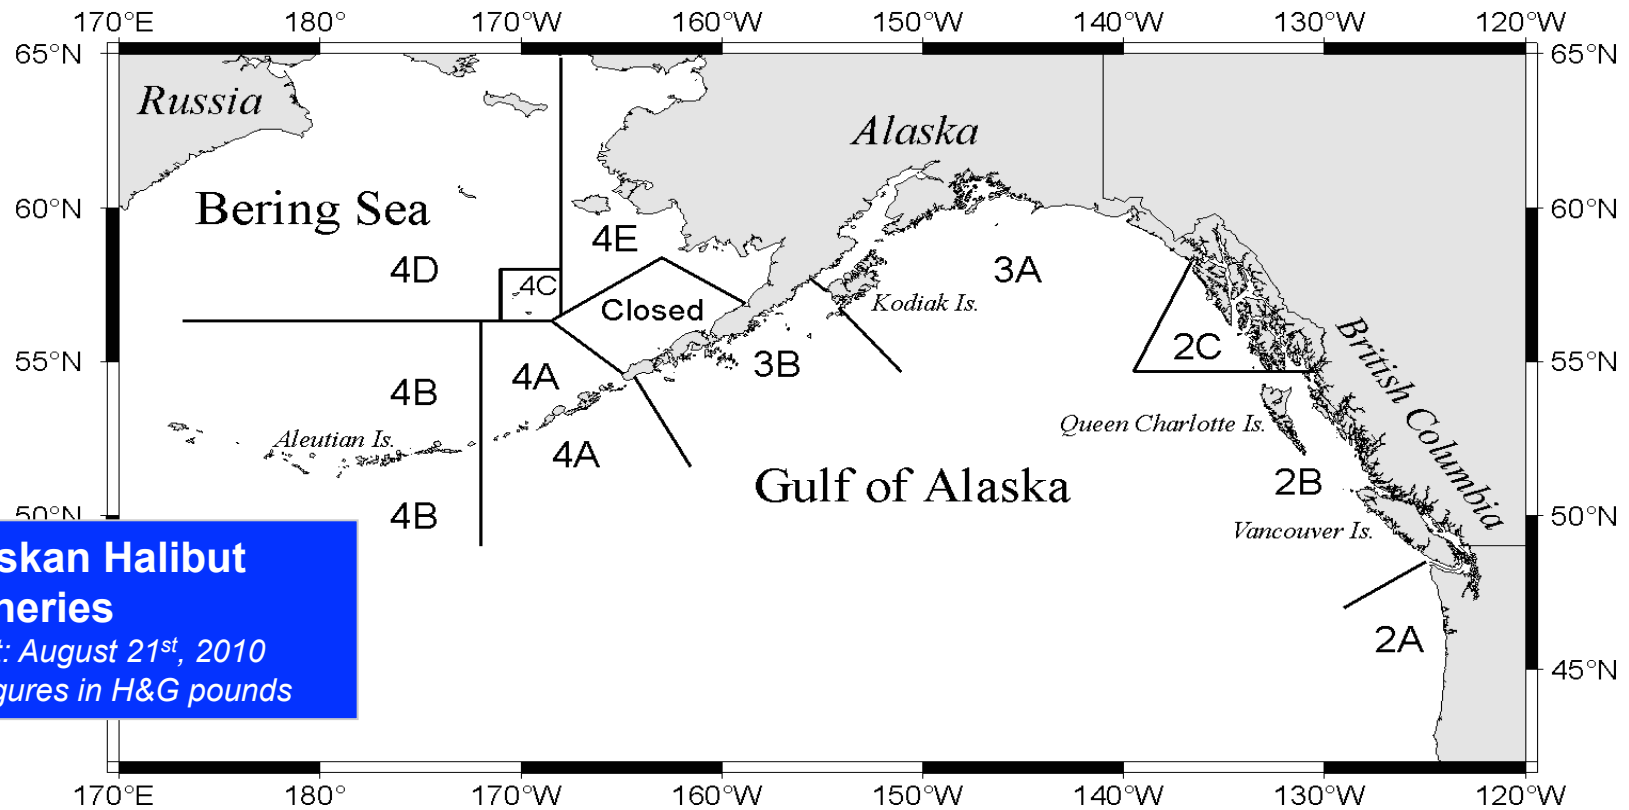 170°E 180° 170°W 160°W 150°W 140°W 130°W 120°W
65°N 65°N
Russia
Alaska
Bering Sea
60°N 60°N
4E
4D
3A
4C
Closed
Kodiak Is.
British Columbia
2C
3B
55°N 55°N
4A
4B
Queen Charlotte Is.
Aleutian Is.
4A
Gulf of Alaska
2B
4B
50°N 50°N
Vancouver Is.
skan Halibut
neries
t: August 21st, 2010
gures in H&G pounds
2A
45°N
170°E 180° 170°W 160°W 150°W 140°W 130°W 120°W